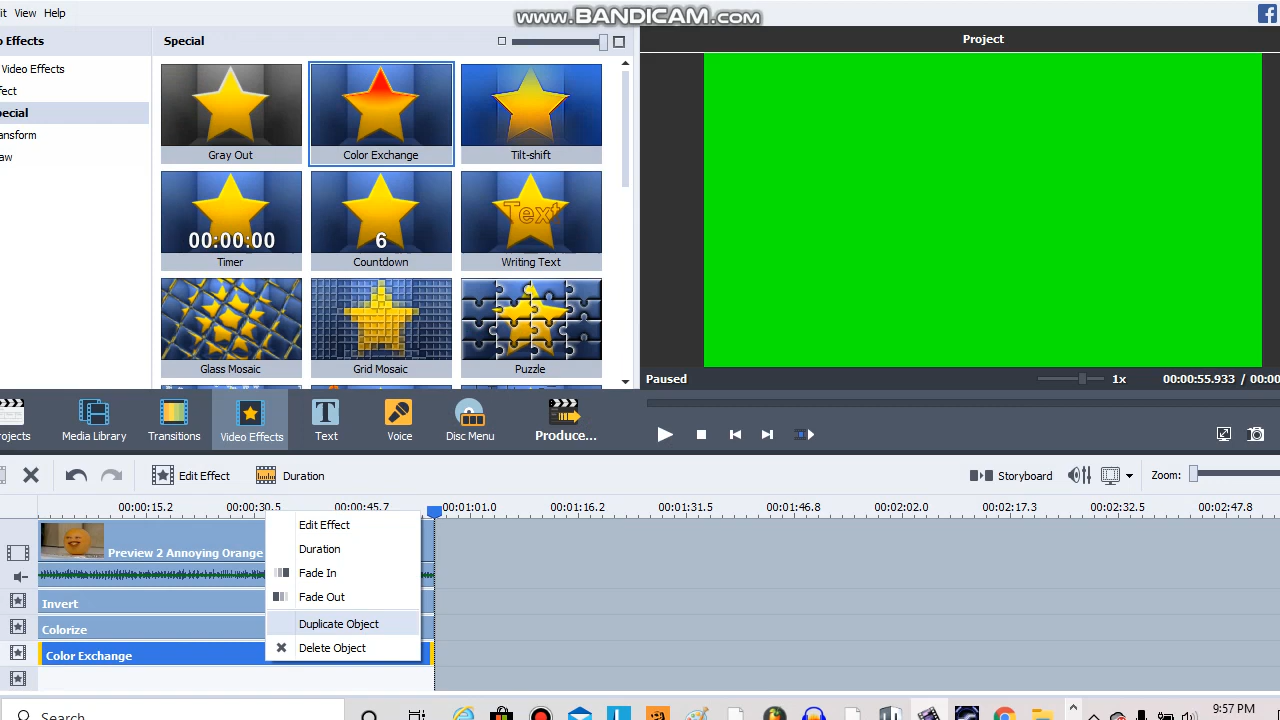 it View Help
www.BANDICAM.com
o Effects
Special
Project
Video Effects
fect
pecial
ansform
aw
Gray Out
Color Exchange
Tilt-shift
00:00:00
6
Text
Timer
Countdown
Writing Text
Glass Mosaic
Grid Mosaic
Puzzle
Paused
1x
00:00:55.933 / 00:00
rojects
Media Library
Transitions
Video Effects
Text
Voice
Disc Menu
Produce...
Edit Effect
Duration
Storyboard
Zoom:
00:00:15.2
00:00:30.5
00:00:45.7
00:01:01.0
00:01:16.2
00:01:31.5
00:01:46.8
00:02:02.0
00:02:17.3
00:02:32.5
00:02:47.8
Preview 2 Annoying Orange
Invert
Colorize
Color Exchange
Edit Effect
Duration
Fade In
Fade Out
Duplicate Object
Delete Object
Search
9:57 PM